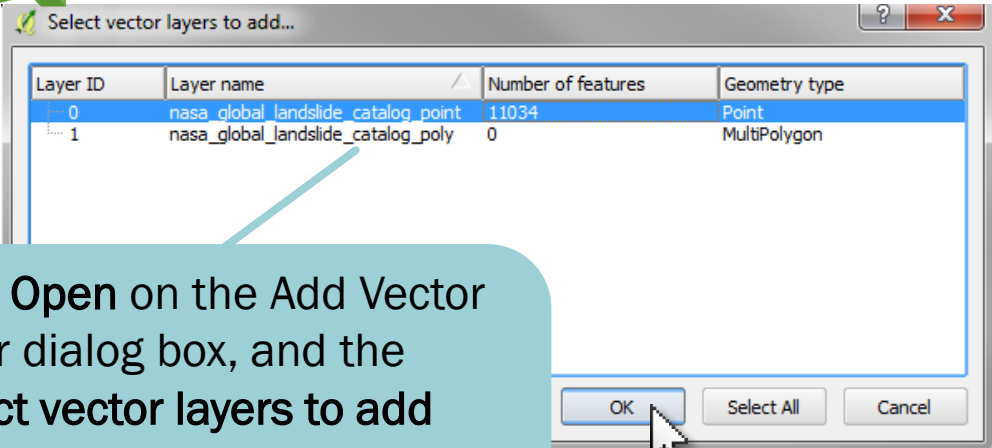 Select vector layers to add...
? X
Layer ID Layer name Number of features Geometry type
0 nasa_global_landslide_catalog_point 11034 Point
1 nasa_global_landslide_catalog_poly 0 MultiPolygon
Open on the Add Vector
r dialog box, and the
ct vector layers to add
OK Select All Cancel